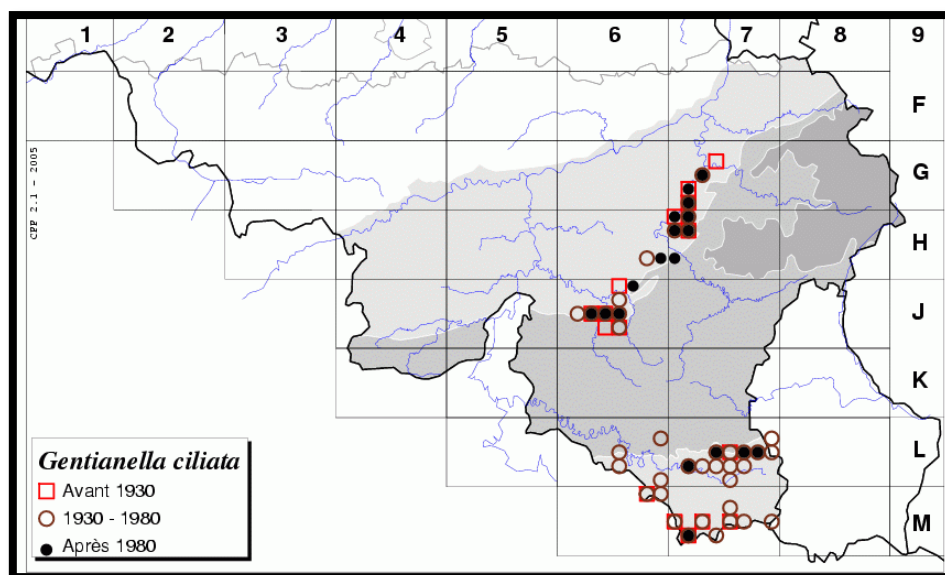 1 2 3 4 5 6 7 8 9
F
G
CPP 2.1 - 2005
H
J
K
L
Gentianella ciliata
Avant 1930
1930 - 1980
M
Après 1980